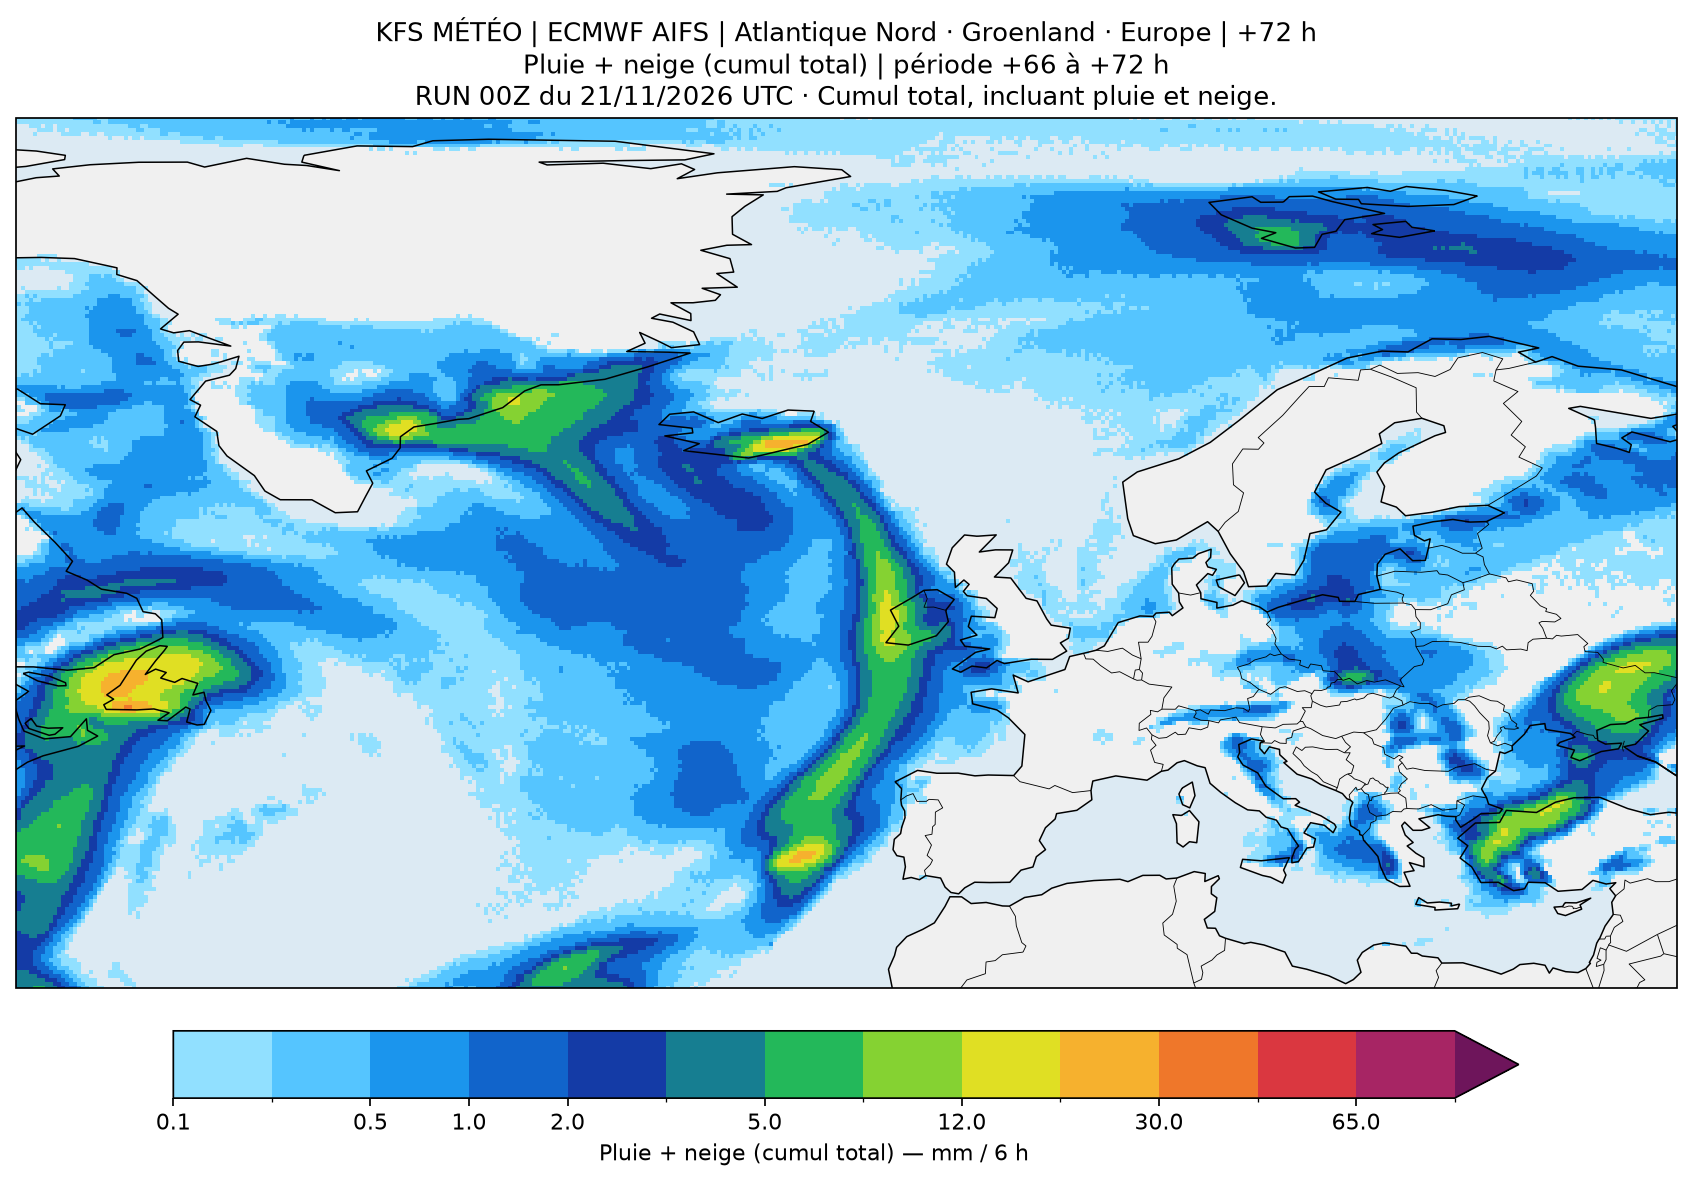 KFS MÉTÉO | ECMWF AIFS | Atlantique Nord · Groenland · Europe | +72 h
Pluie + neige (cumul total) | période +66 à +72 h
RUN 00Z du 21/11/2026 UTC · Cumul total, incluant pluie et neige.
0.1 0.5 1.0 2.0 5.0 12.0 30.0 65.0
Pluie + neige (cumul total) — mm / 6 h